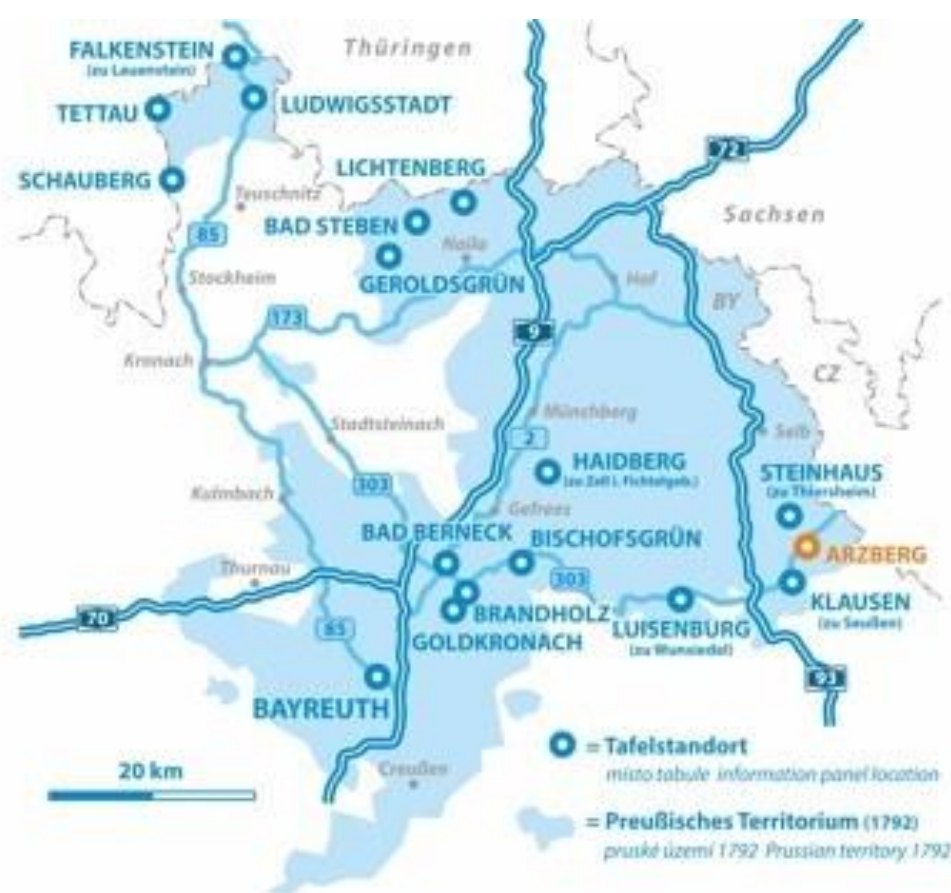 FALKENSTEIN
(zu Lauenstein)
Thüringen
TETTAU
LUDWIGSSTADT
72
LICHTENBERG
SCHAUBERG
Teuschnitz
Sachsen
BAD STEBEN
85
Naila
Stockheim
GEROLDSGRÜN
Hof
BY
173
9
Kronach
CZ
Münchberg
Stadtsteinach
2
Selb
HAIDBERG
(zu Zell i. Fichtelgeb.)
STEINHAUS
(zu Thiersheim)
303
Kulmbach
Gefrees
BAD BERNECK
BISCHOFSGRÜN
ARZBERG
Thurnau
303
KLAUSEN
(zu Seußen)
70
BRANDHOLZ
85
GOLDKRONACH
LUISENBURG
(zu Wunsiedel)
93
BAYREUTH
= Tafelstandort
místo tabule information panel location
20 km
Creußen
= Preußisches Territorium (1792)
pruské území 1792 Prussian territory 1792